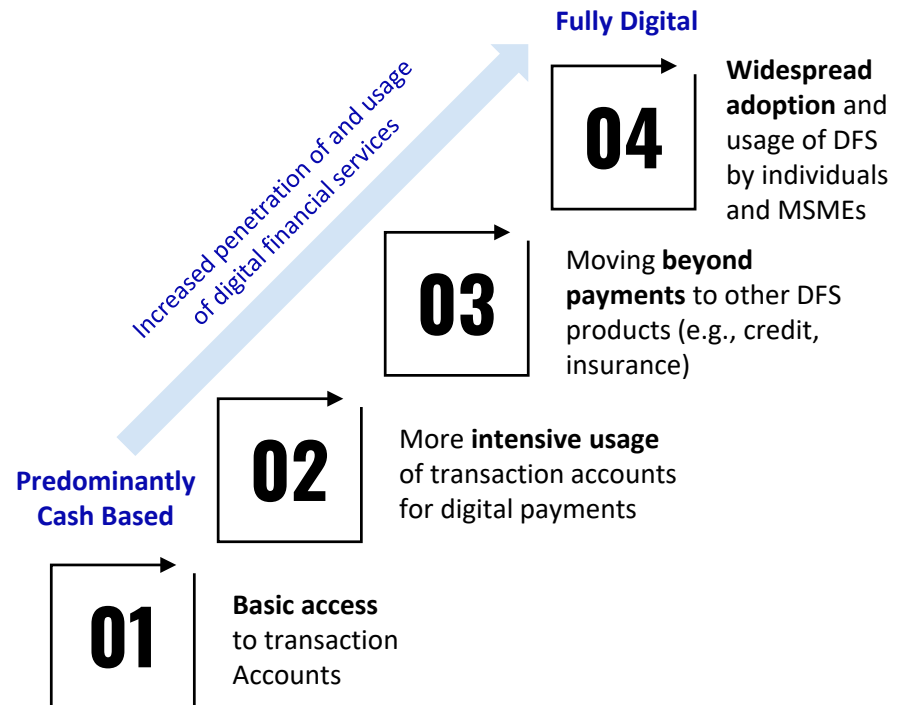 Fully Digital
Increased penetration of and usage
of digital financial services
04
Widespread
adoption and
usage of DFS
by individuals
and MSMEs
03
Moving beyond
payments to other DFS
products (e.g., credit,
insurance)
02
More intensive usage
of transaction accounts
for digital payments
Predominantly
Cash Based
01
Basic access
to transaction
Accounts